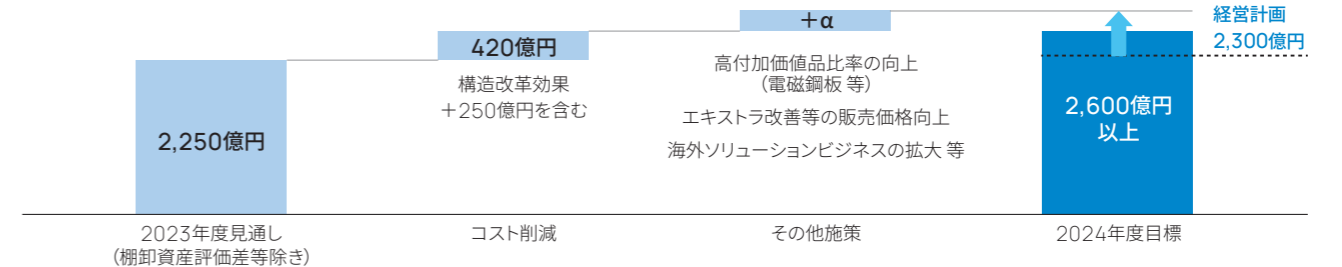 2,250億円
2023年度見通し
（棚卸資産評価差等除き）
420億円
構造改革効果
＋250億円を含む
コスト削減
＋α
高付加価値品比率の向上
（電磁鋼板 等）
エキストラ改善等の販売価格向上
海外ソリューションビジネスの拡大 等
その他施策
経営計画
2,300億円
2,600億円
以上
2024年度目標